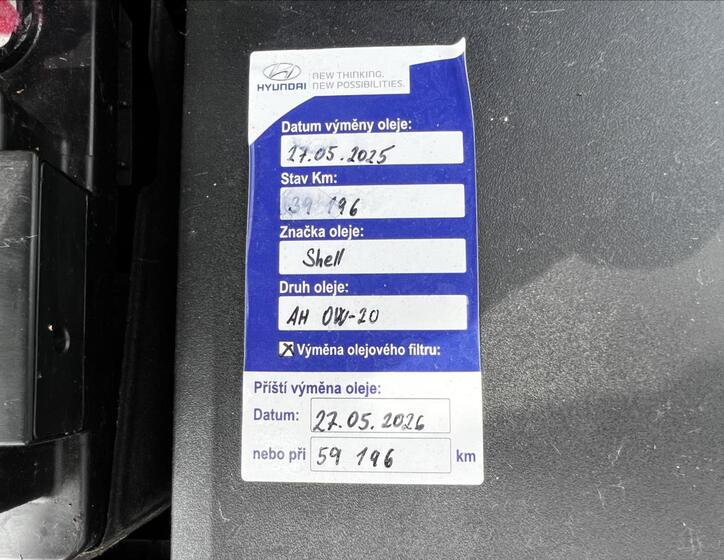 HYUNDAI
NEW THINKING.
NEW POSSIBILITIES.
Datum výměny oleje:
27.05.2025
Stav Km:
39 196
Značka oleje:
Shell
Druh oleje:
AH 0W-20
Výměna olejového filtru:
Příští výměna oleje:
Datum: 27.05.2026
nebo při 59 196 km